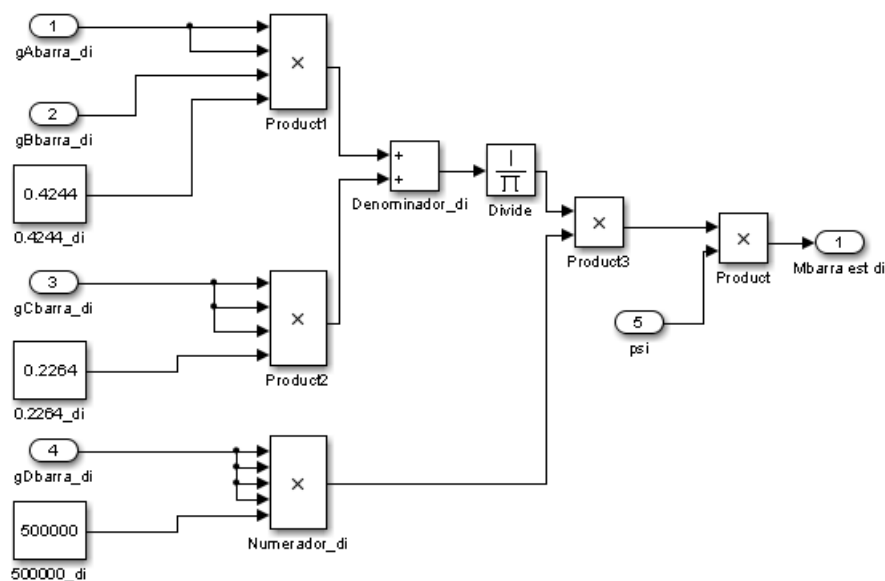 1
gAbarra_di
2
gBbarra_di
0.4244
0.4244_di
×
Product1
+
+
Denominador_di
1
∏
Divide
×
Product3
×
Product
1
Mbarra est di
5
psi
3
gCbarra_di
0.2264
0.2264_di
×
Product2
4
gDbarra_di
500000
500000_di
×
Numerador_di